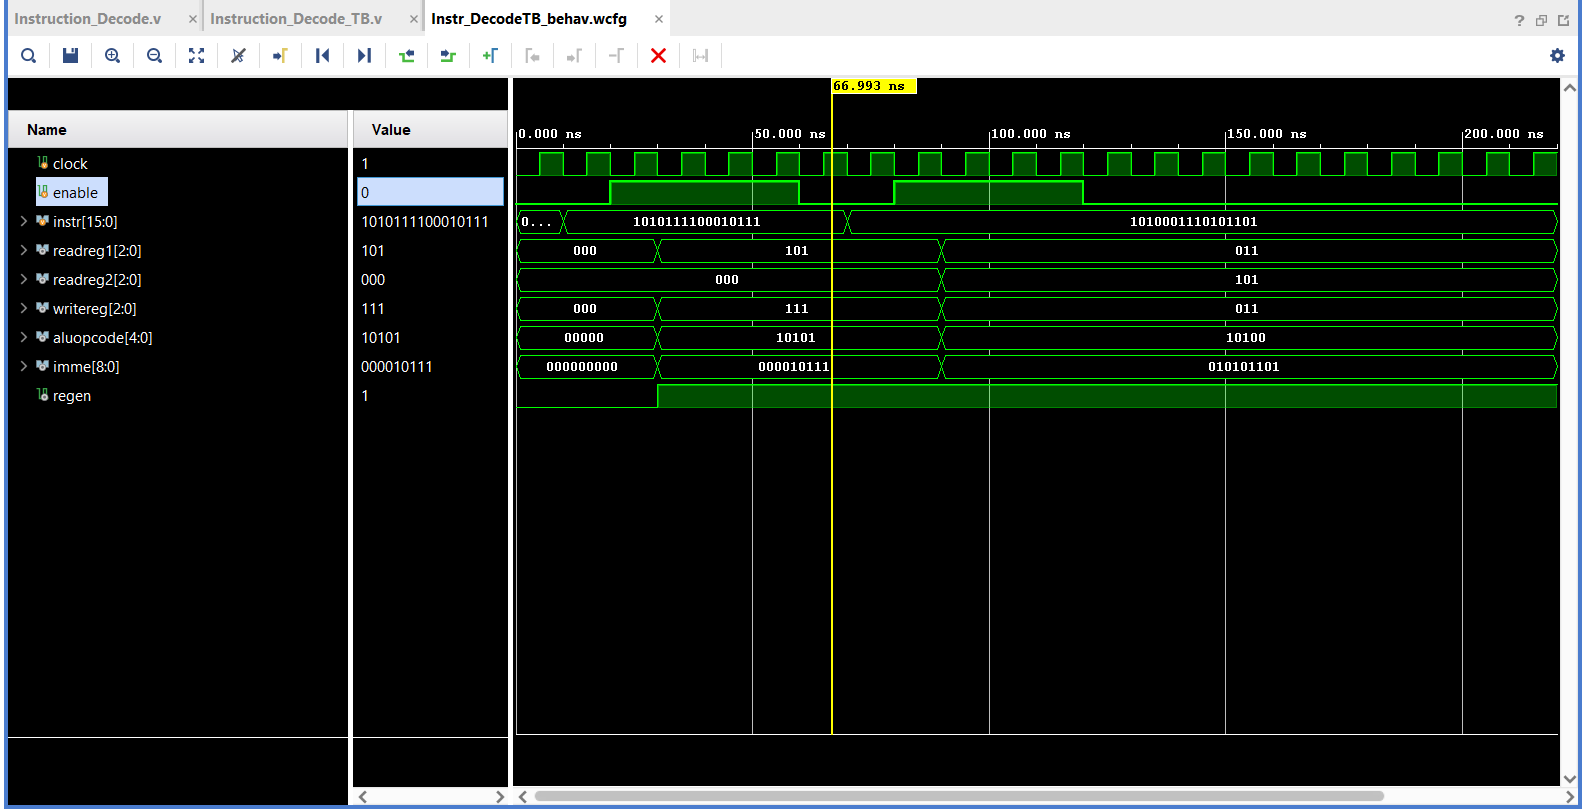 Instruction_Decode.v × Instruction_Decode_TB.v × Instr_DecodeTB_behav.wcfg × ?
66.993 ns
Name Value 0.000 ns 50.000 ns 100.000 ns 150.000 ns 200.000 ns
clock 1
enable 0
instr[15:0] 1010111100010111 0... 1010111100010111 1010001110101101
readreg1[2:0] 101 000 101 011
readreg2[2:0] 000 000 101
writereg[2:0] 111 000 111 011
aluopcode[4:0] 10101 00000 10101 10100
imme[8:0] 000010111 000000000 000010111 010101101
regen 1